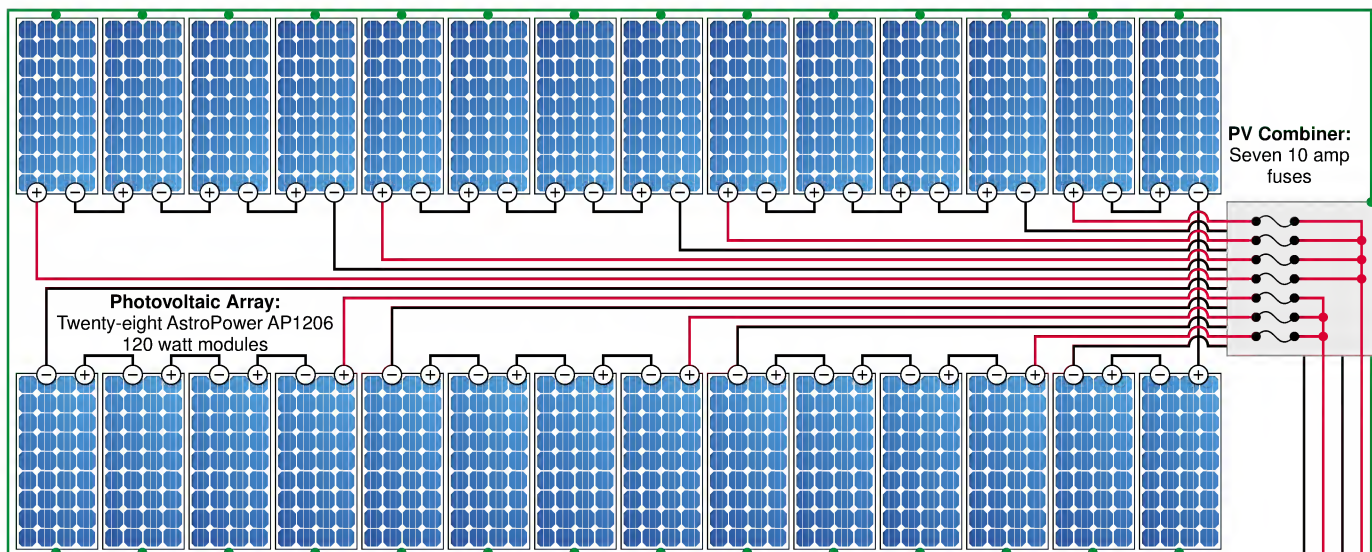 PV Combiner:
Seven 10 amp
fuses
Photovoltaic Array:
Twenty-eight AstroPower AP1206
120 watt modules